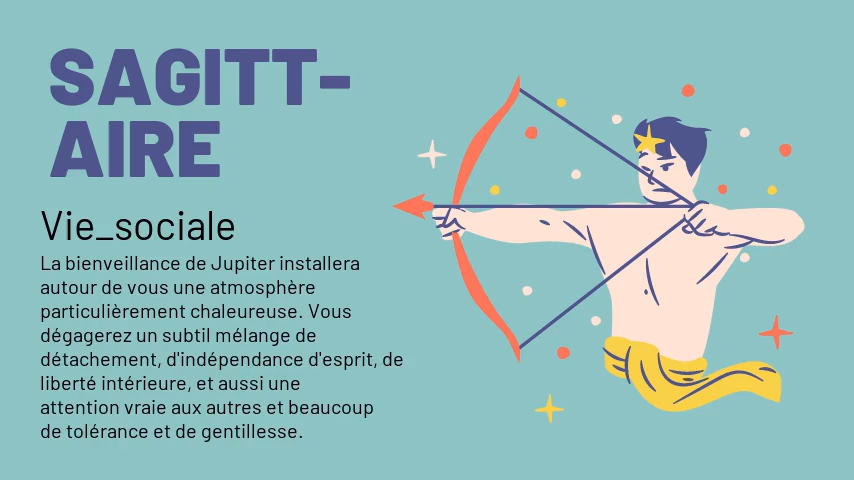 SAGITT-
AIRE
Vie_sociale
La bienveillance de Jupiter installera
autour de vous une atmosphère
particulièrement chaleureuse. Vous
dégagerez un subtil mélange de
détachement, d'indépendance d'esprit, de
liberté intérieure, et aussi une
attention vraie aux autres et beaucoup
de tolérance et de gentillesse.